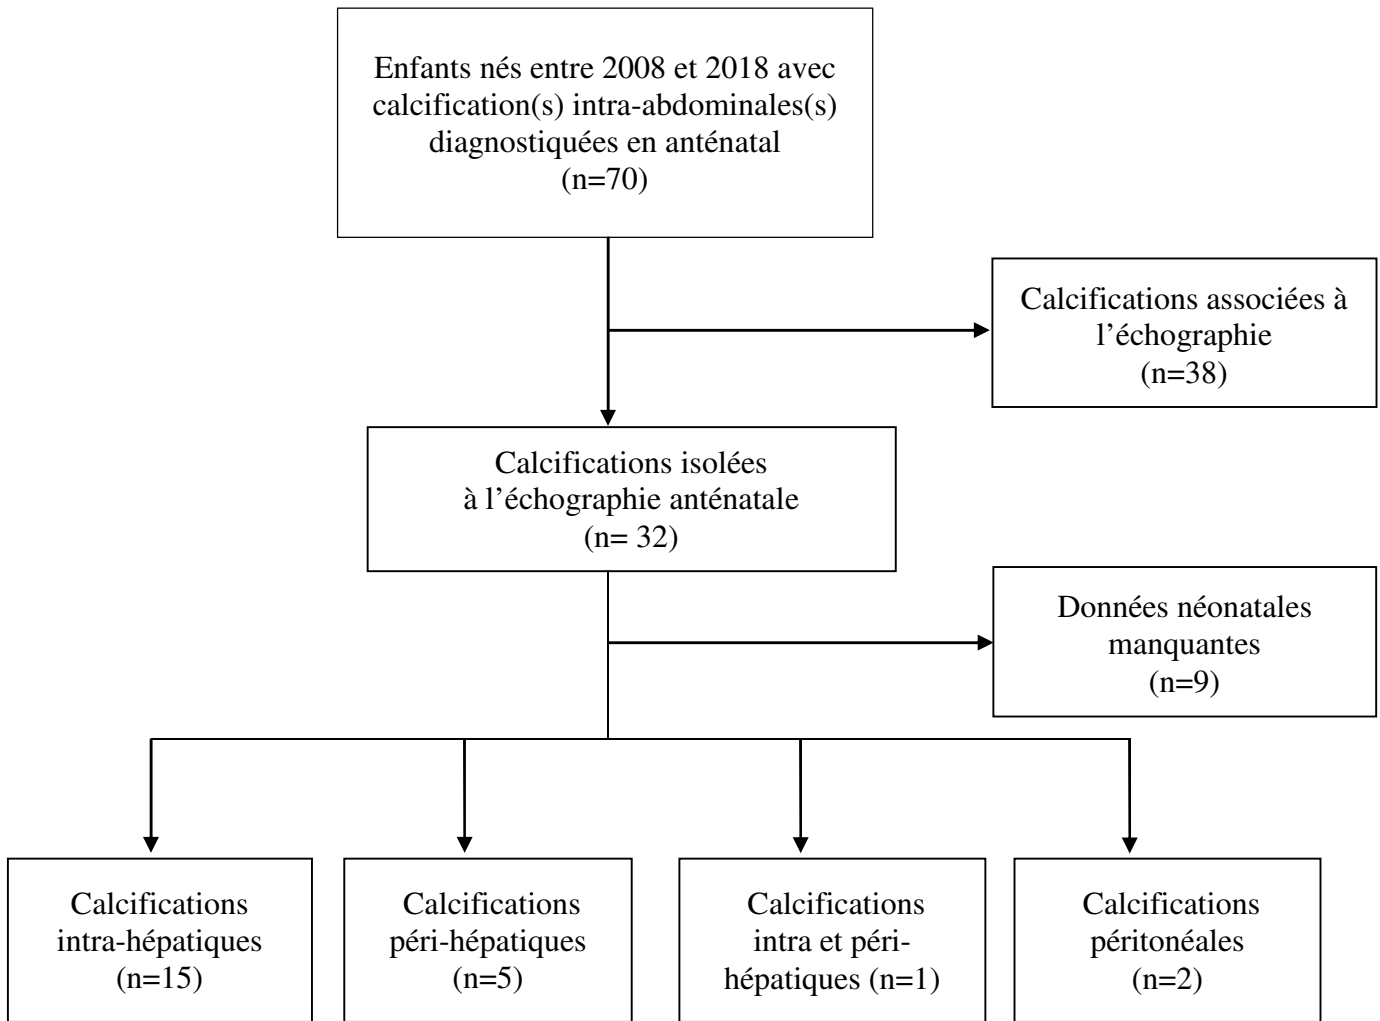 Enfants nés entre 2008 et 2018 avec
calcification(s) intra-abdominales(s)
diagnostiquées en anténatal
(n=70)
Calcifications associées à
l’échographie
(n=38)
Calcifications isolées
à l’échographie anténatale
(n= 32)
Données néonatales
manquantes
(n=9)
Calcifications
intra-hépatiques
(n=15)
Calcifications
péri-hépatiques
(n=5)
Calcifications
intra et péri-
hépatiques (n=1)
Calcifications
péritonéales
(n=2)